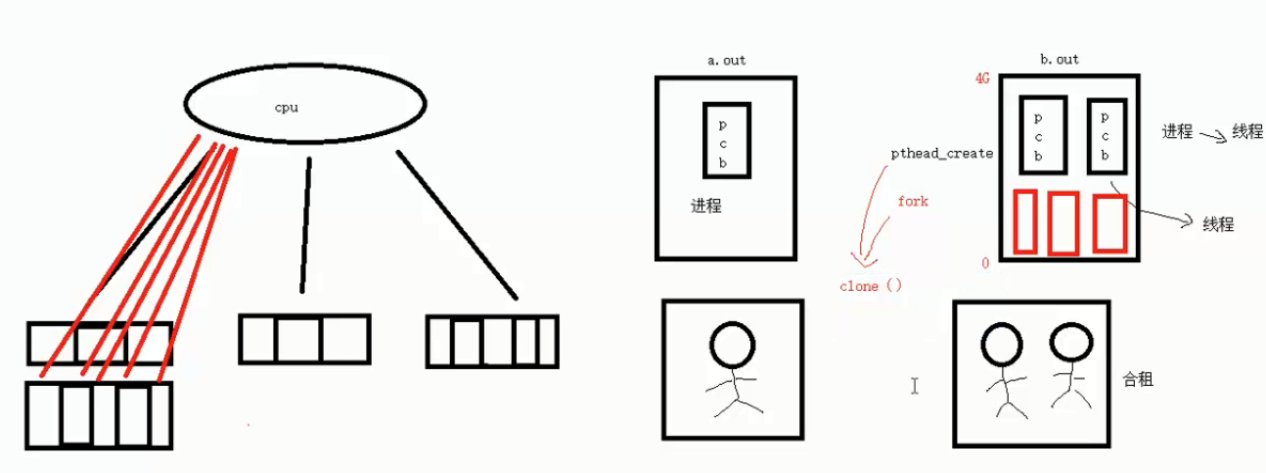 cpu
a.out
p
c
b
进程
b.out
4G
p
c
b
p
c
b
进程
线程
pthead_create
fork
线程
0
clone()
合租